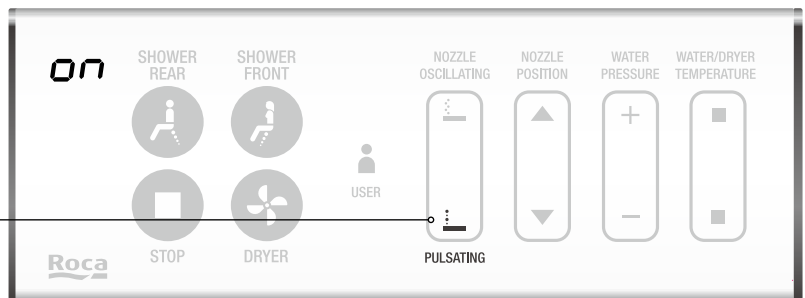 on
SHOWER
REAR
SHOWER
FRONT
NOZZLE
OSCILLATING
NOZZLE
POSITION
WATER
PRESSURE
WATER/DRYER
TEMPERATURE
USER
STOP
DRYER
PULSATING
Roca